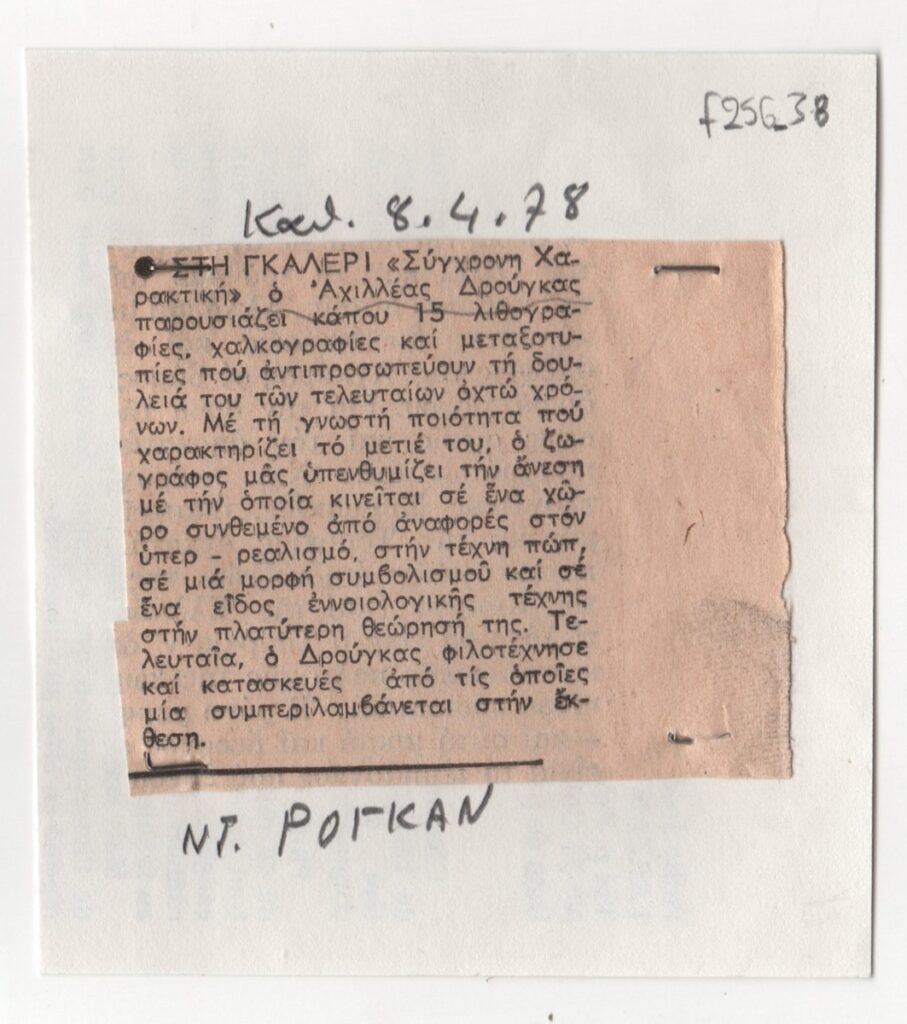 f256_38
Καθ. 8.4.78
● ΣΤΗ ΓΚΑΛΕΡΙ «Σύγχρονη Χα-
ρακτική» ὁ Ἀχιλλέας Δρούγκας
παρουσιάζει κάπου 15 λιθογρα-
φίες, χαλκογραφίες καί μεταξοτυ-
πίες πού ἀντιπροσωπεύουν τή δου-
λειά του τῶν τελευταίων ὀχτώ χρό-
νων. Μέ τή γνωστή ποιότητα πού
χαρακτηρίζει τό μετιέ του, ὁ ζω-
γράφος μᾶς ὑπενθυμίζει τήν ἄνεση
μέ τήν ὁποία κινεῖται σέ ἕνα χῶ-
ρο συνθεμένο ἀπό ἀναφορές στόν
ὑπερ - ρεαλισμό, στήν τέχνη πώπ,
σέ μιά μορφή συμβολισμοῦ καί σέ
ἕνα εἶδος ἐννοιολογικῆς τέχνης
στήν πλατύτερη θεώρησή της. Τε-
λευταῖα, ὁ Δρούγκας φιλοτέχνησε
καί κατασκευές ἀπό τίς ὁποῖες
μία συμπεριλαμβάνεται στήν ἔκ-
θεση.
ΝΤ. ΡΟΓΚΑΝ